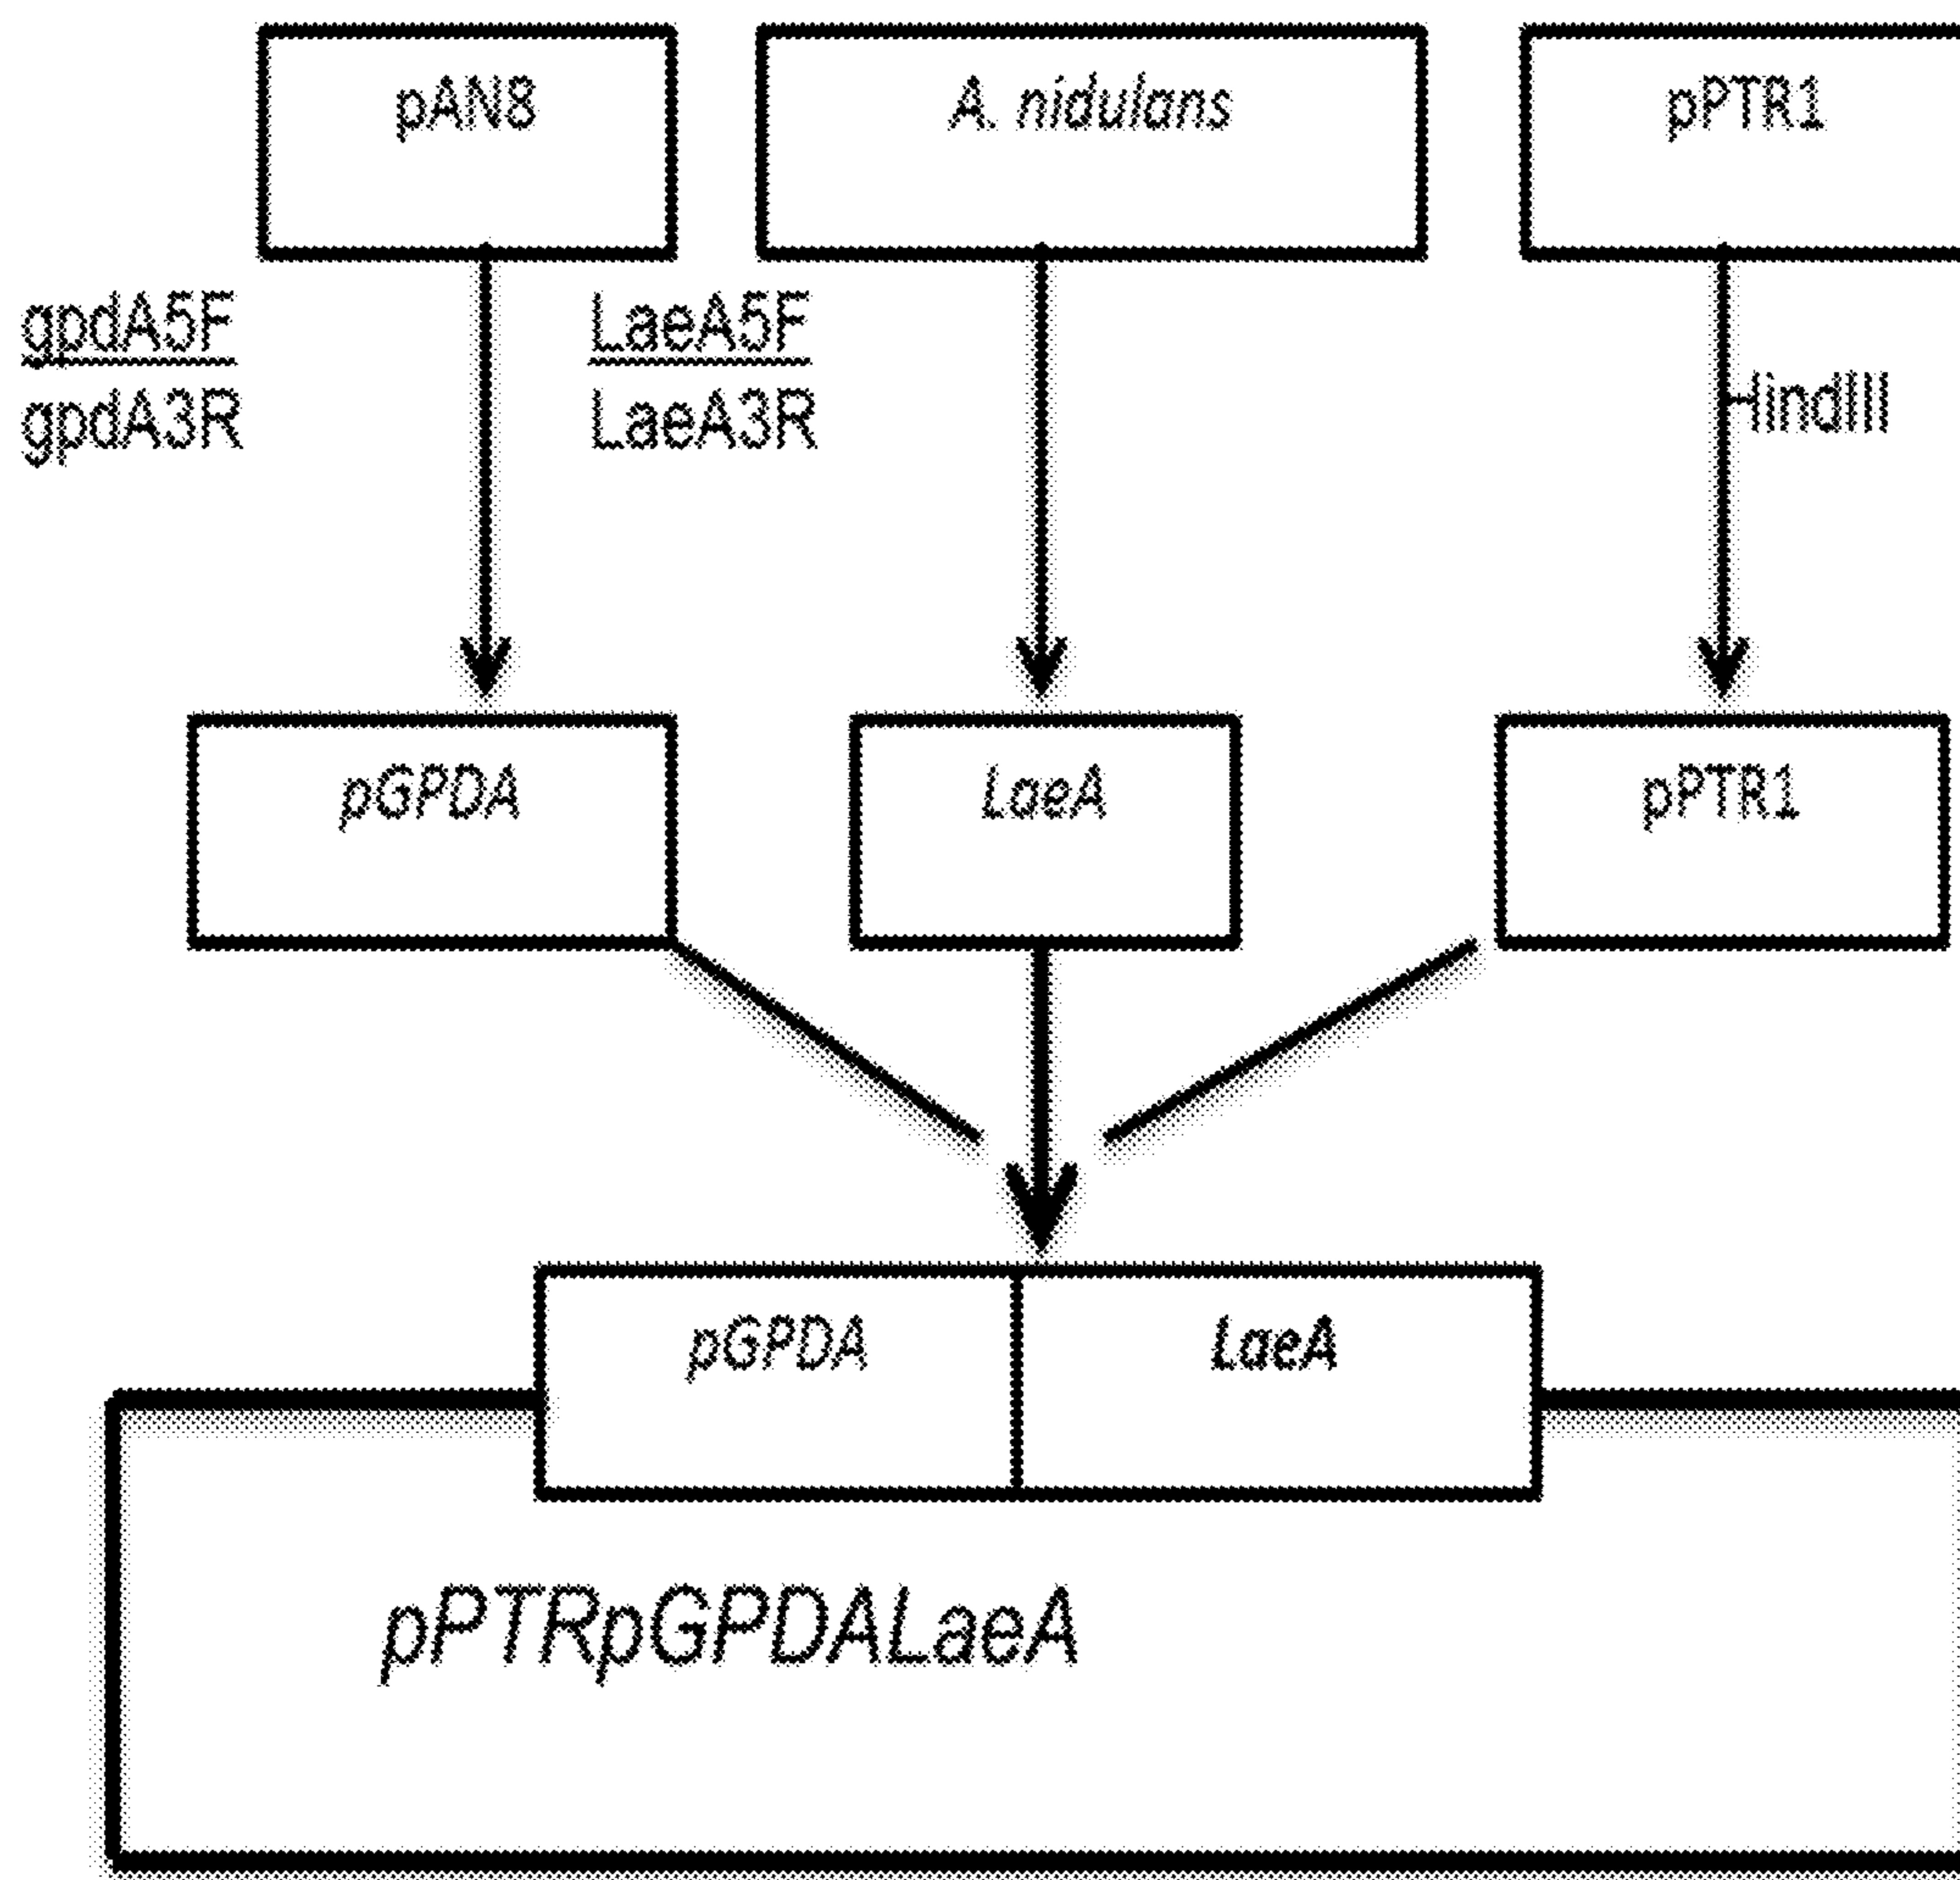 pAN8
A. nidulans
pPTR1
gpdA5F
gpdA3R
LaeA5F
LaeA3R
HindIII
pGPDA
LaeA
pPTR1
pGPDA
LaeA
pPTRpGPDALaeA